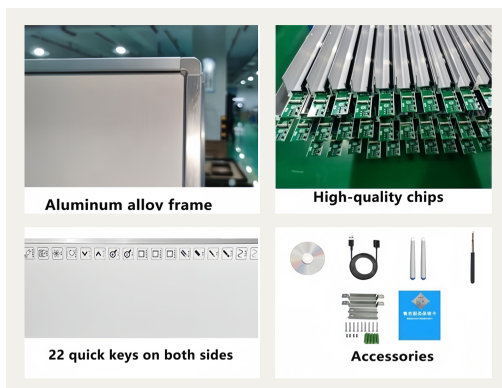 Aluminum alloy frame
High-quality chips
22 quick keys on both sides
Accessories